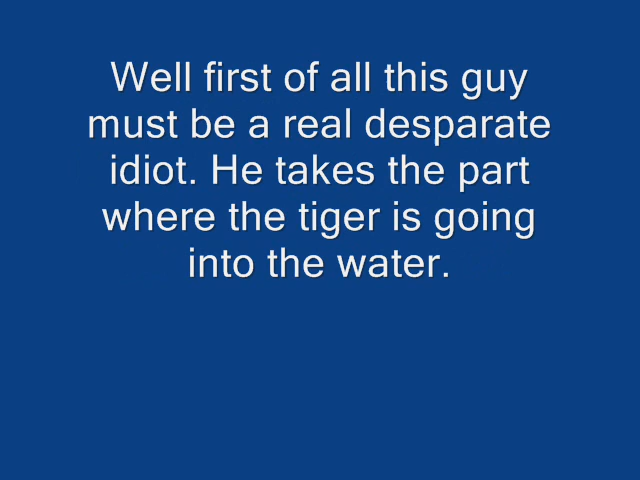 Well first of all this guy
must be a real desparate
idiot. He takes the part
where the tiger is going
into the water.